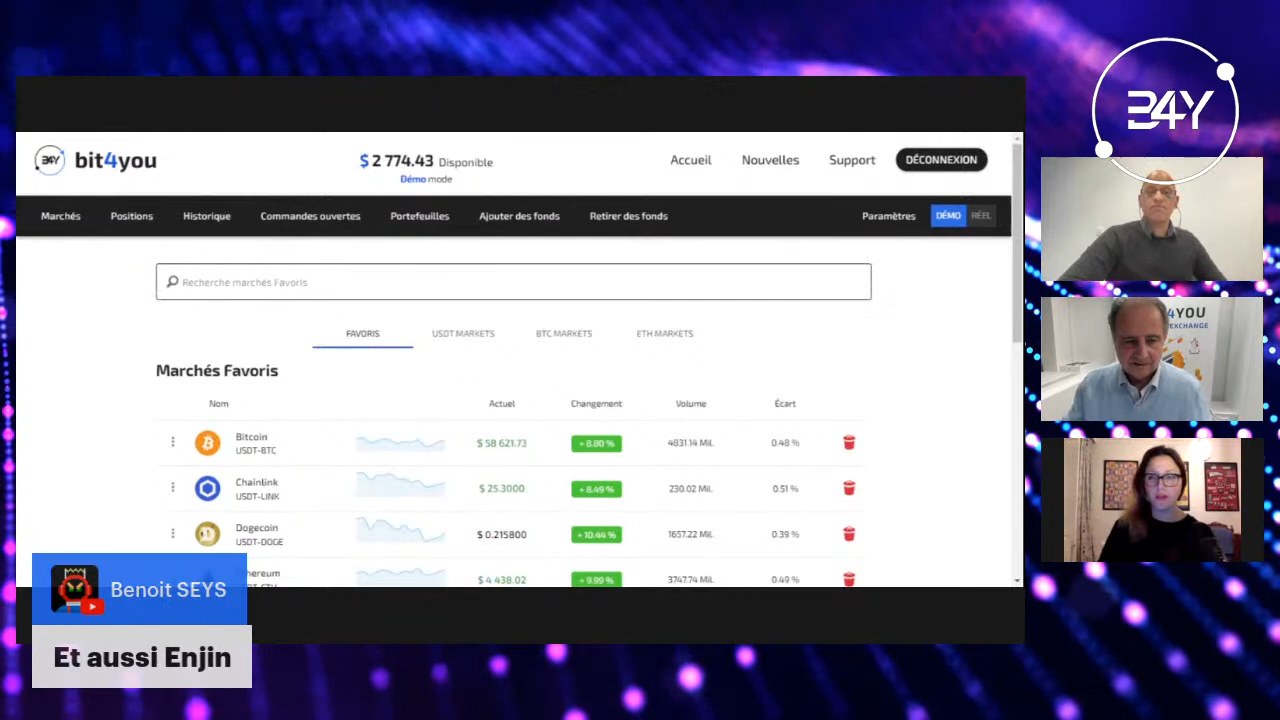 B4Y
B4Y bit4you
$ 2 774.43 Disponible
Démo mode
Accueil
Nouvelles
Support
DÉCONNEXION
Marchés
Positions
Historique
Commandes ouvertes
Portefeuilles
Ajouter des fonds
Retirer des fonds
Paramètres
DÉMO
RÉEL
Recherche marchés Favoris
FAVORIS
USDT MARKETS
BTC MARKETS
ETH MARKETS
Marchés Favoris
Nom
Actuel
Changement
Volume
Écart
Bitcoin
USDT-BTC
$ 58 621.73
+ 8.80 %
4831.14 Mil.
0.48 %
Chainlink
USDT-LINK
$ 25.3000
+ 8.49 %
230.02 Mil.
0.51 %
Dogecoin
USDT-DOGE
$ 0.215800
+ 10.44 %
1657.22 Mil.
0.39 %
$ 4 438.02
+ 9.99 %
3747.74 Mil.
0.49 %
4YOU
EXCHANGE
Benoit SEYS
Et aussi Enjin